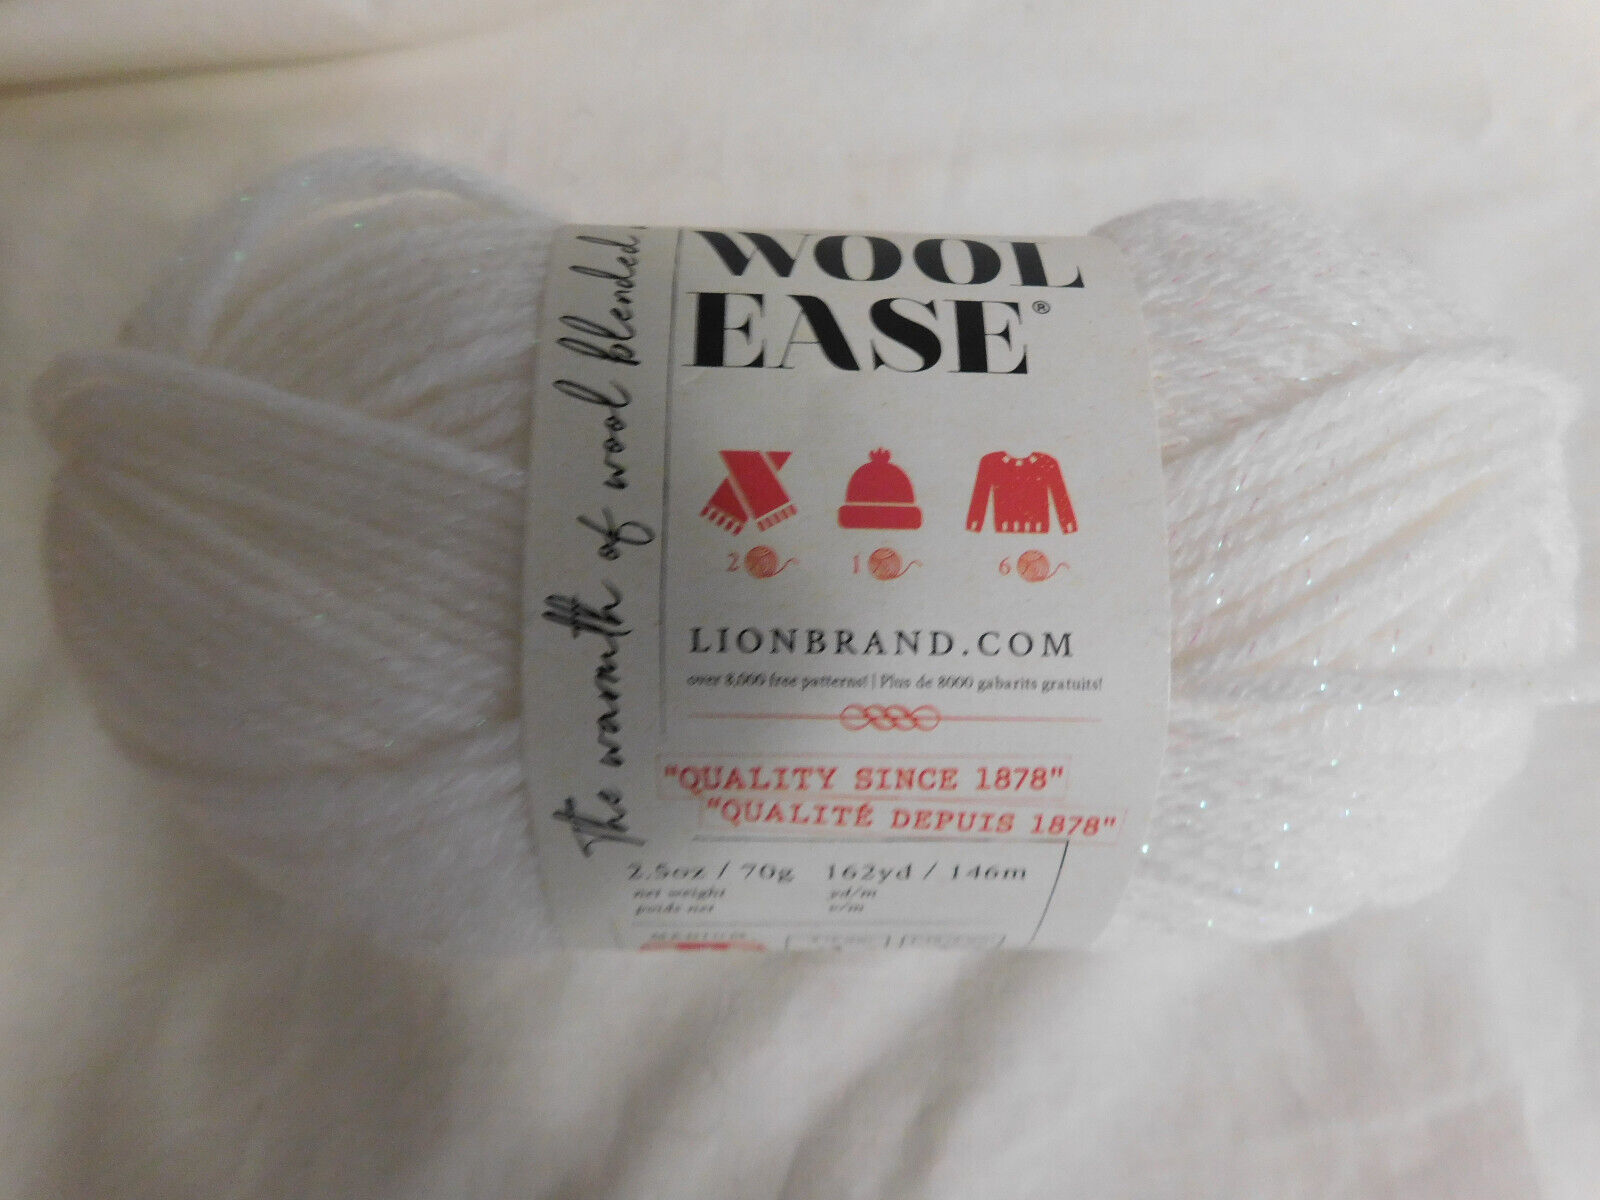 The warmth of wool blended
WOOL
EASE®
2 1 6
LIONBRAND.COM
over 8,000 free patterns! | Plus de 8000 gabarits gratuits!
"QUALITY SINCE 1878"
"QUALITÉ DEPUIS 1878"
2.5oz / 70g 162yd / 146m
net weight yd/m
poids net v/m
MEDIUM